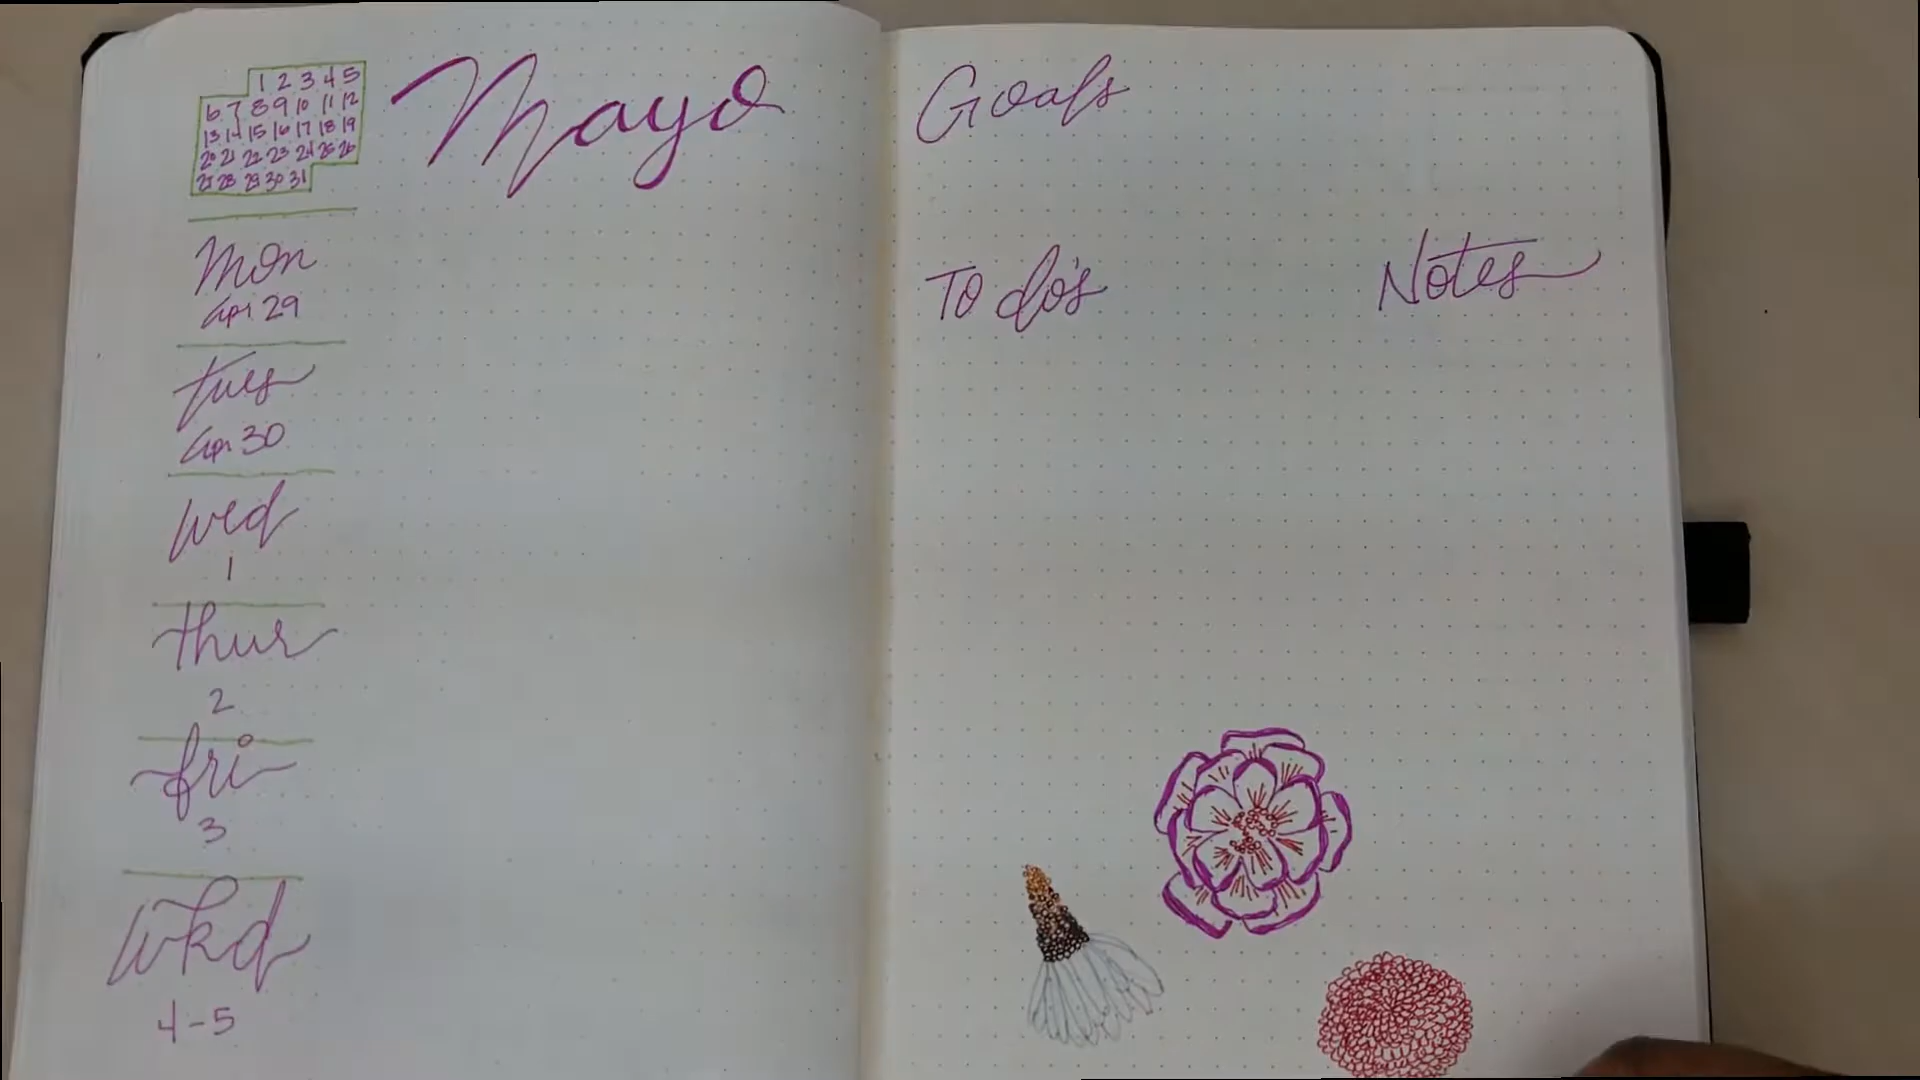 1 2 3 4 5
6 7 8 9 10 11 12
13 14 15 16 17 18 19
20 21 22 23 24 25 26
27 28 29 30 31
Mayo
Mon
Apr 29
tues
Apr 30
wed
1
thur
2
fri
3
wkd
4-5
Goals
To do's
Notes